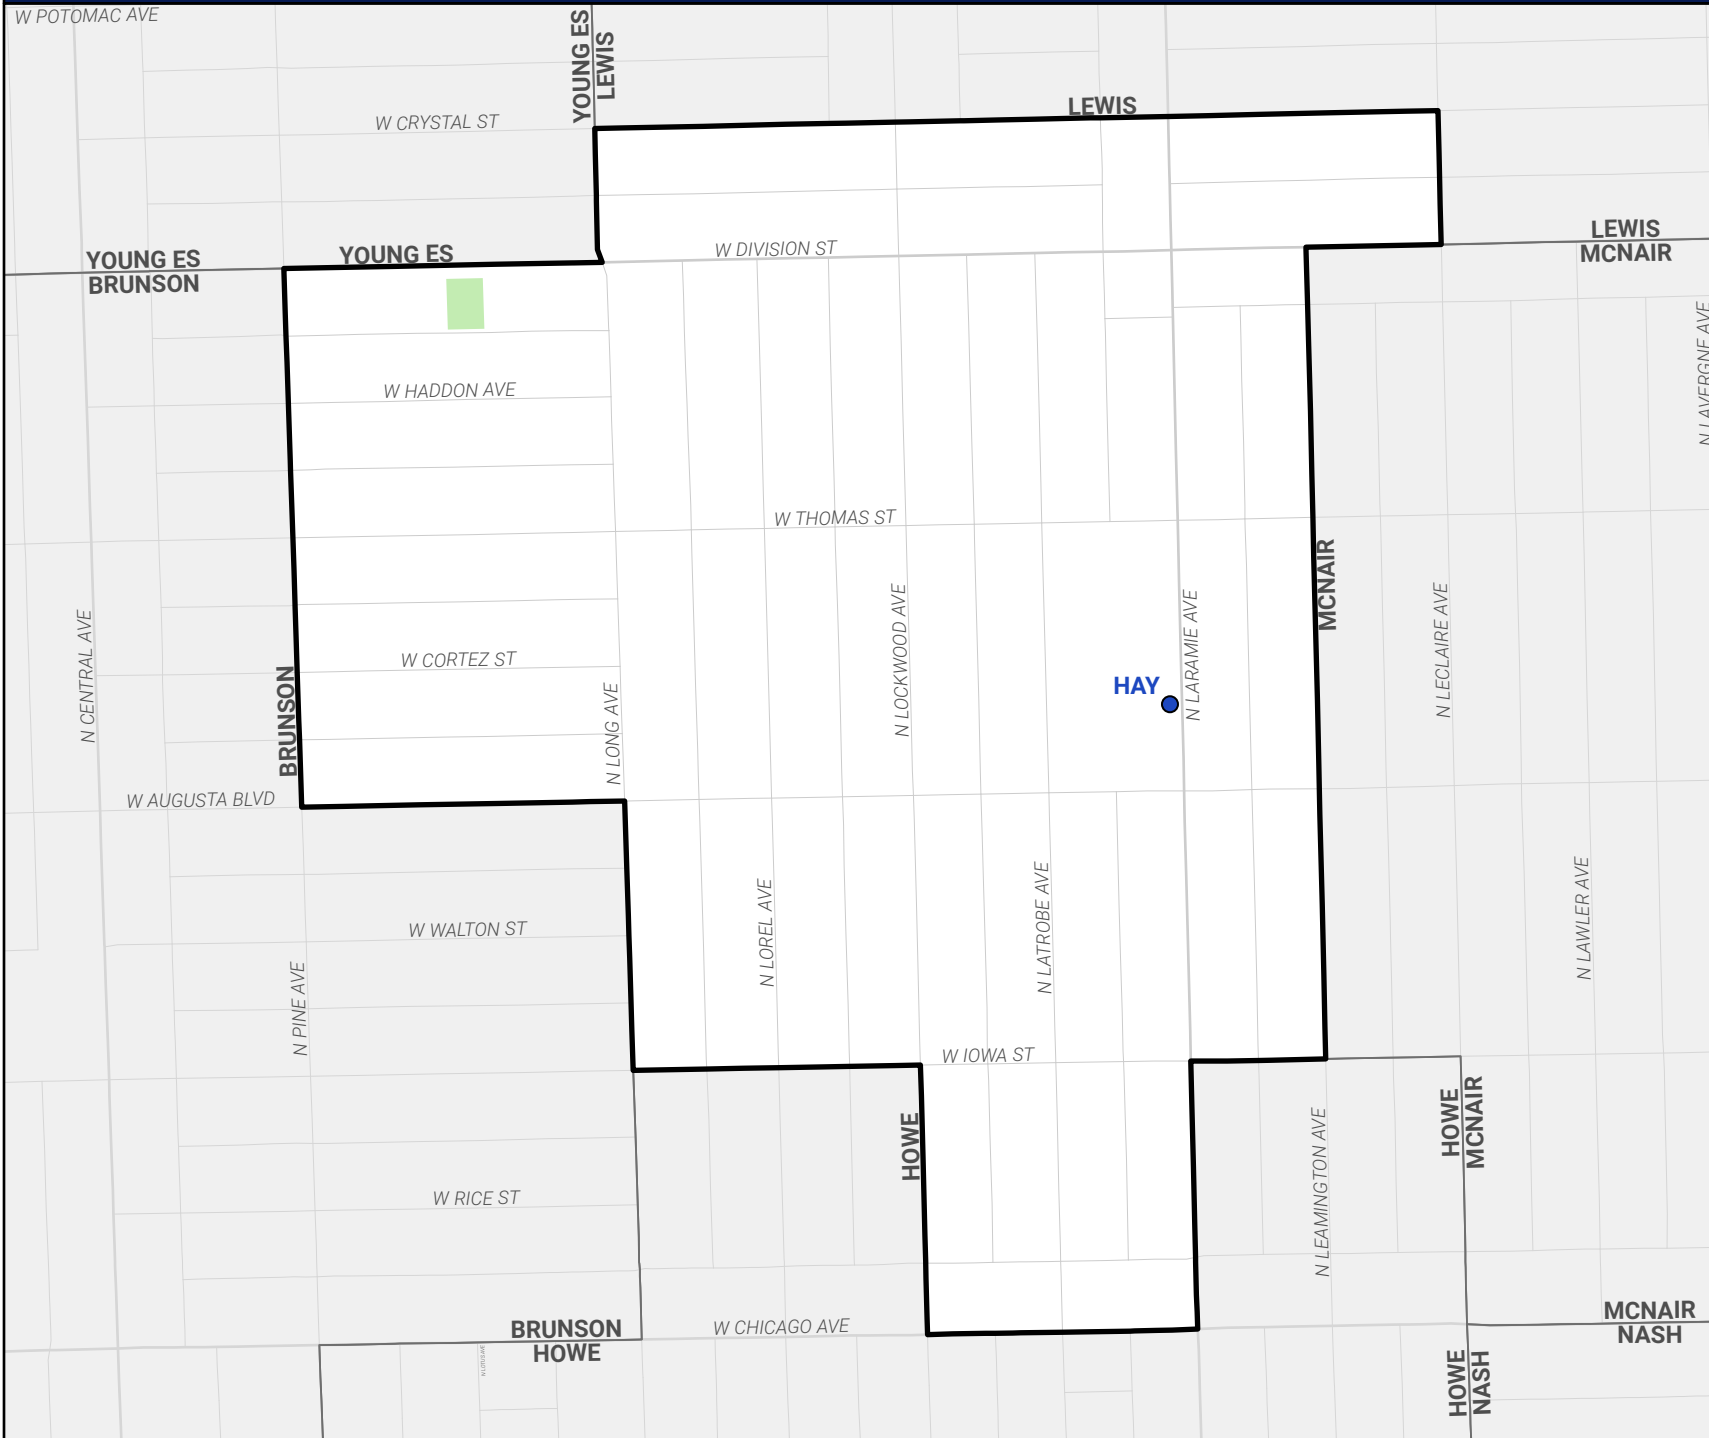 W POTOMAC AVE
YOUNG ES
LEWIS
LEWIS
W CRYSTAL ST
LEWIS
MCNAIR
YOUNG ES
BRUNSON
YOUNG ES
W DIVISION ST
N LAVERGNE AVE
W HADDON AVE
W THOMAS ST
MCNAIR
N CENTRAL AVE
BRUNSON
W CORTEZ ST
N LONG AVE
N LOCKWOOD AVE
HAY
N LARAMIE AVE
N LECLAIRE AVE
W AUGUSTA BLVD
W WALTON ST
N PINE AVE
N LOREL AVE
N LATROBE AVE
N LAWLER AVE
W IOWA ST
HOWE
HOWE
MCNAIR
N LEAMINGTON AVE
W RICE ST
BRUNSON
HOWE
W CHICAGO AVE
MCNAIR
NASH
HOWE
NASH
N LOTUS AVE